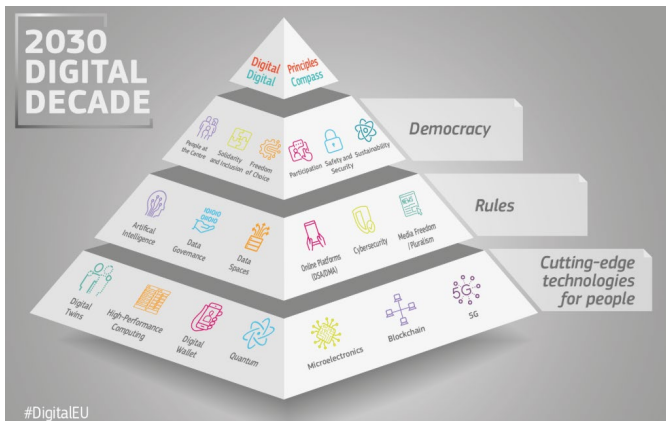 2030
DIGITAL
DECADE
Digital
Digital
Principles
Compass
People at
the Centre
Solidarity
and Inclusion
Freedom
of Choice
Participation
Safety and
Security
Sustainability
Democracy
Artifical
Intelligence
Data
Governance
Data
Spaces
Online Platforms
(DSA/DMA)
Cybersecurity
NEWS
Media Freedom
/Pluralism
Rules
Digital
Twins
High-Performance
Computing
Digital
Wallet
Quantum
Microelectronics
Blockchain
5G
5G
Cutting-edge
technologies
for people
#DigitalEU